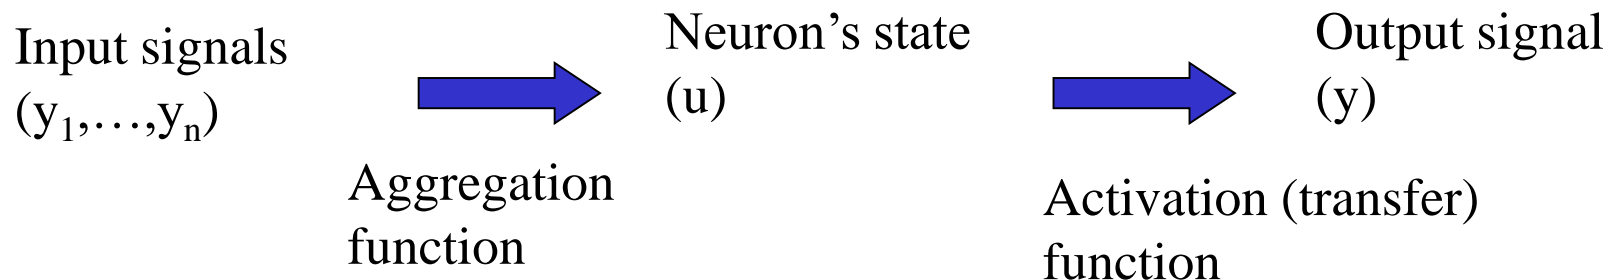 Input signals
(y1,…,yn)
Aggregation
function
Neuron’s state
(u)
Activation (transfer)
function
Output signal
(y)